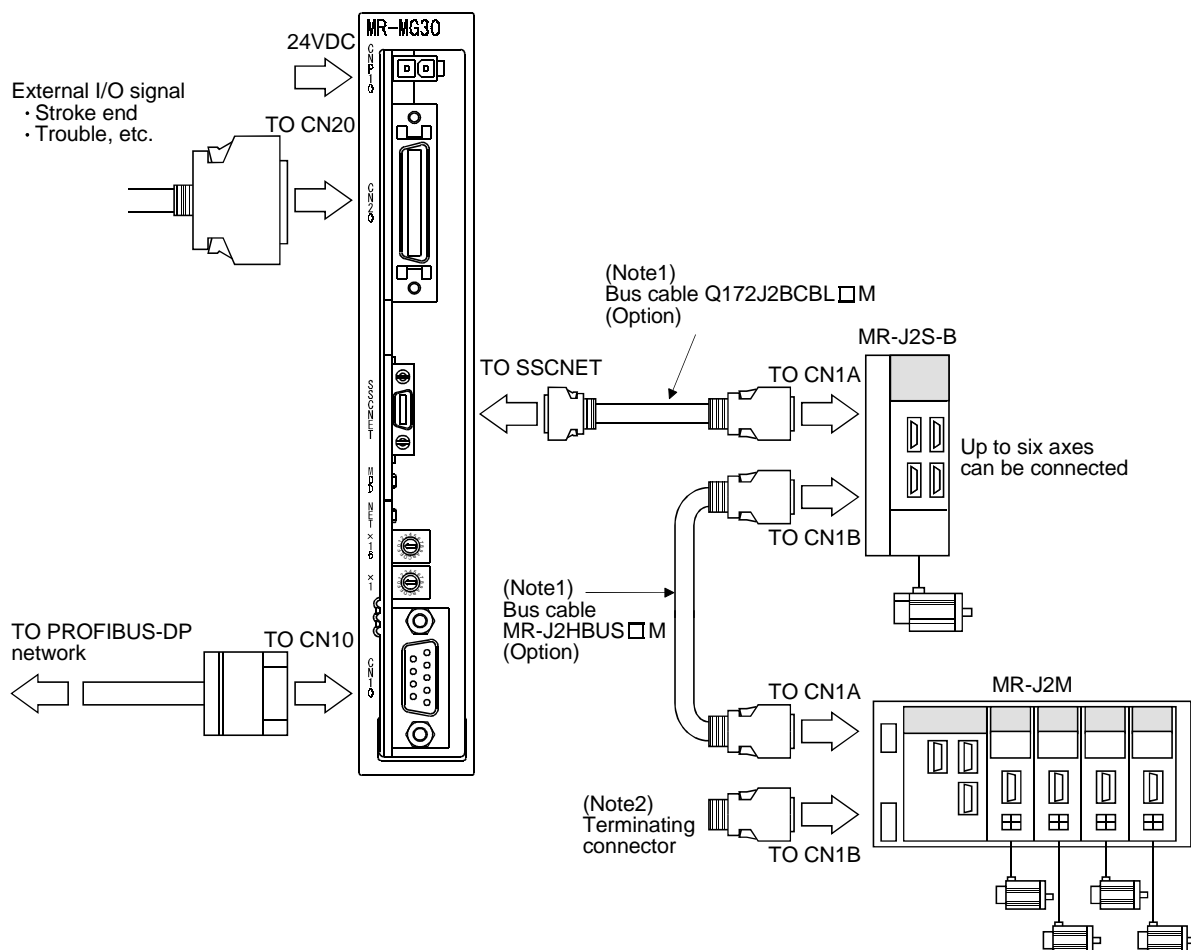 MR-MG30
24VDC
CNP10
External I/O signal
・Stroke end
・Trouble, etc.
TO CN20
CN20
(Note1)
Bus cable Q172J2BCBL□M
(Option)
MR-J2S-B
TO SSCNET
TO CN1A
SSCNET
Up to six axes
can be connected
TO CN1B
NET
×16
×1
(Note1)
Bus cable
MR-J2HBUS□M
(Option)
TO PROFIBUS-DP
network
TO CN10
CN10
TO CN1A
MR-J2M
(Note2)
Terminating
connector
TO CN1B